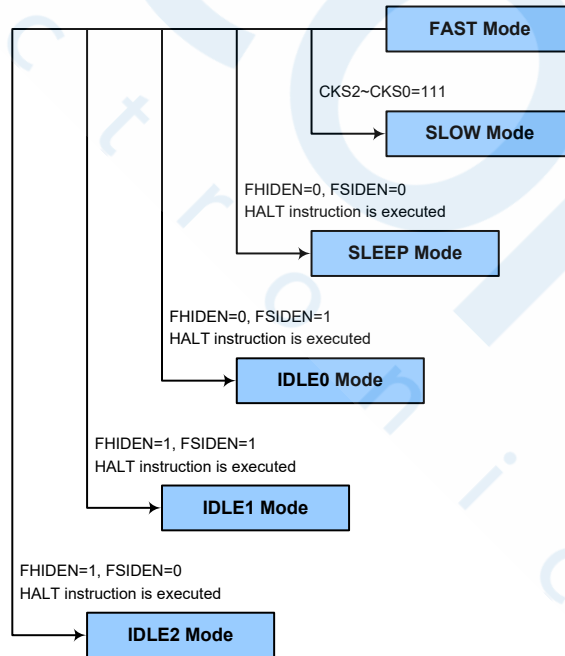 FAST Mode
CKS2~CKS0=111
SLOW Mode
FHIDEN=0, FSIDEN=0
HALT instruction is executed
SLEEP Mode
FHIDEN=0, FSIDEN=1
HALT instruction is executed
IDLE0 Mode
FHIDEN=1, FSIDEN=1
HALT instruction is executed
IDLE1 Mode
FHIDEN=1, FSIDEN=0
HALT instruction is executed
IDLE2 Mode
c t r o n i c